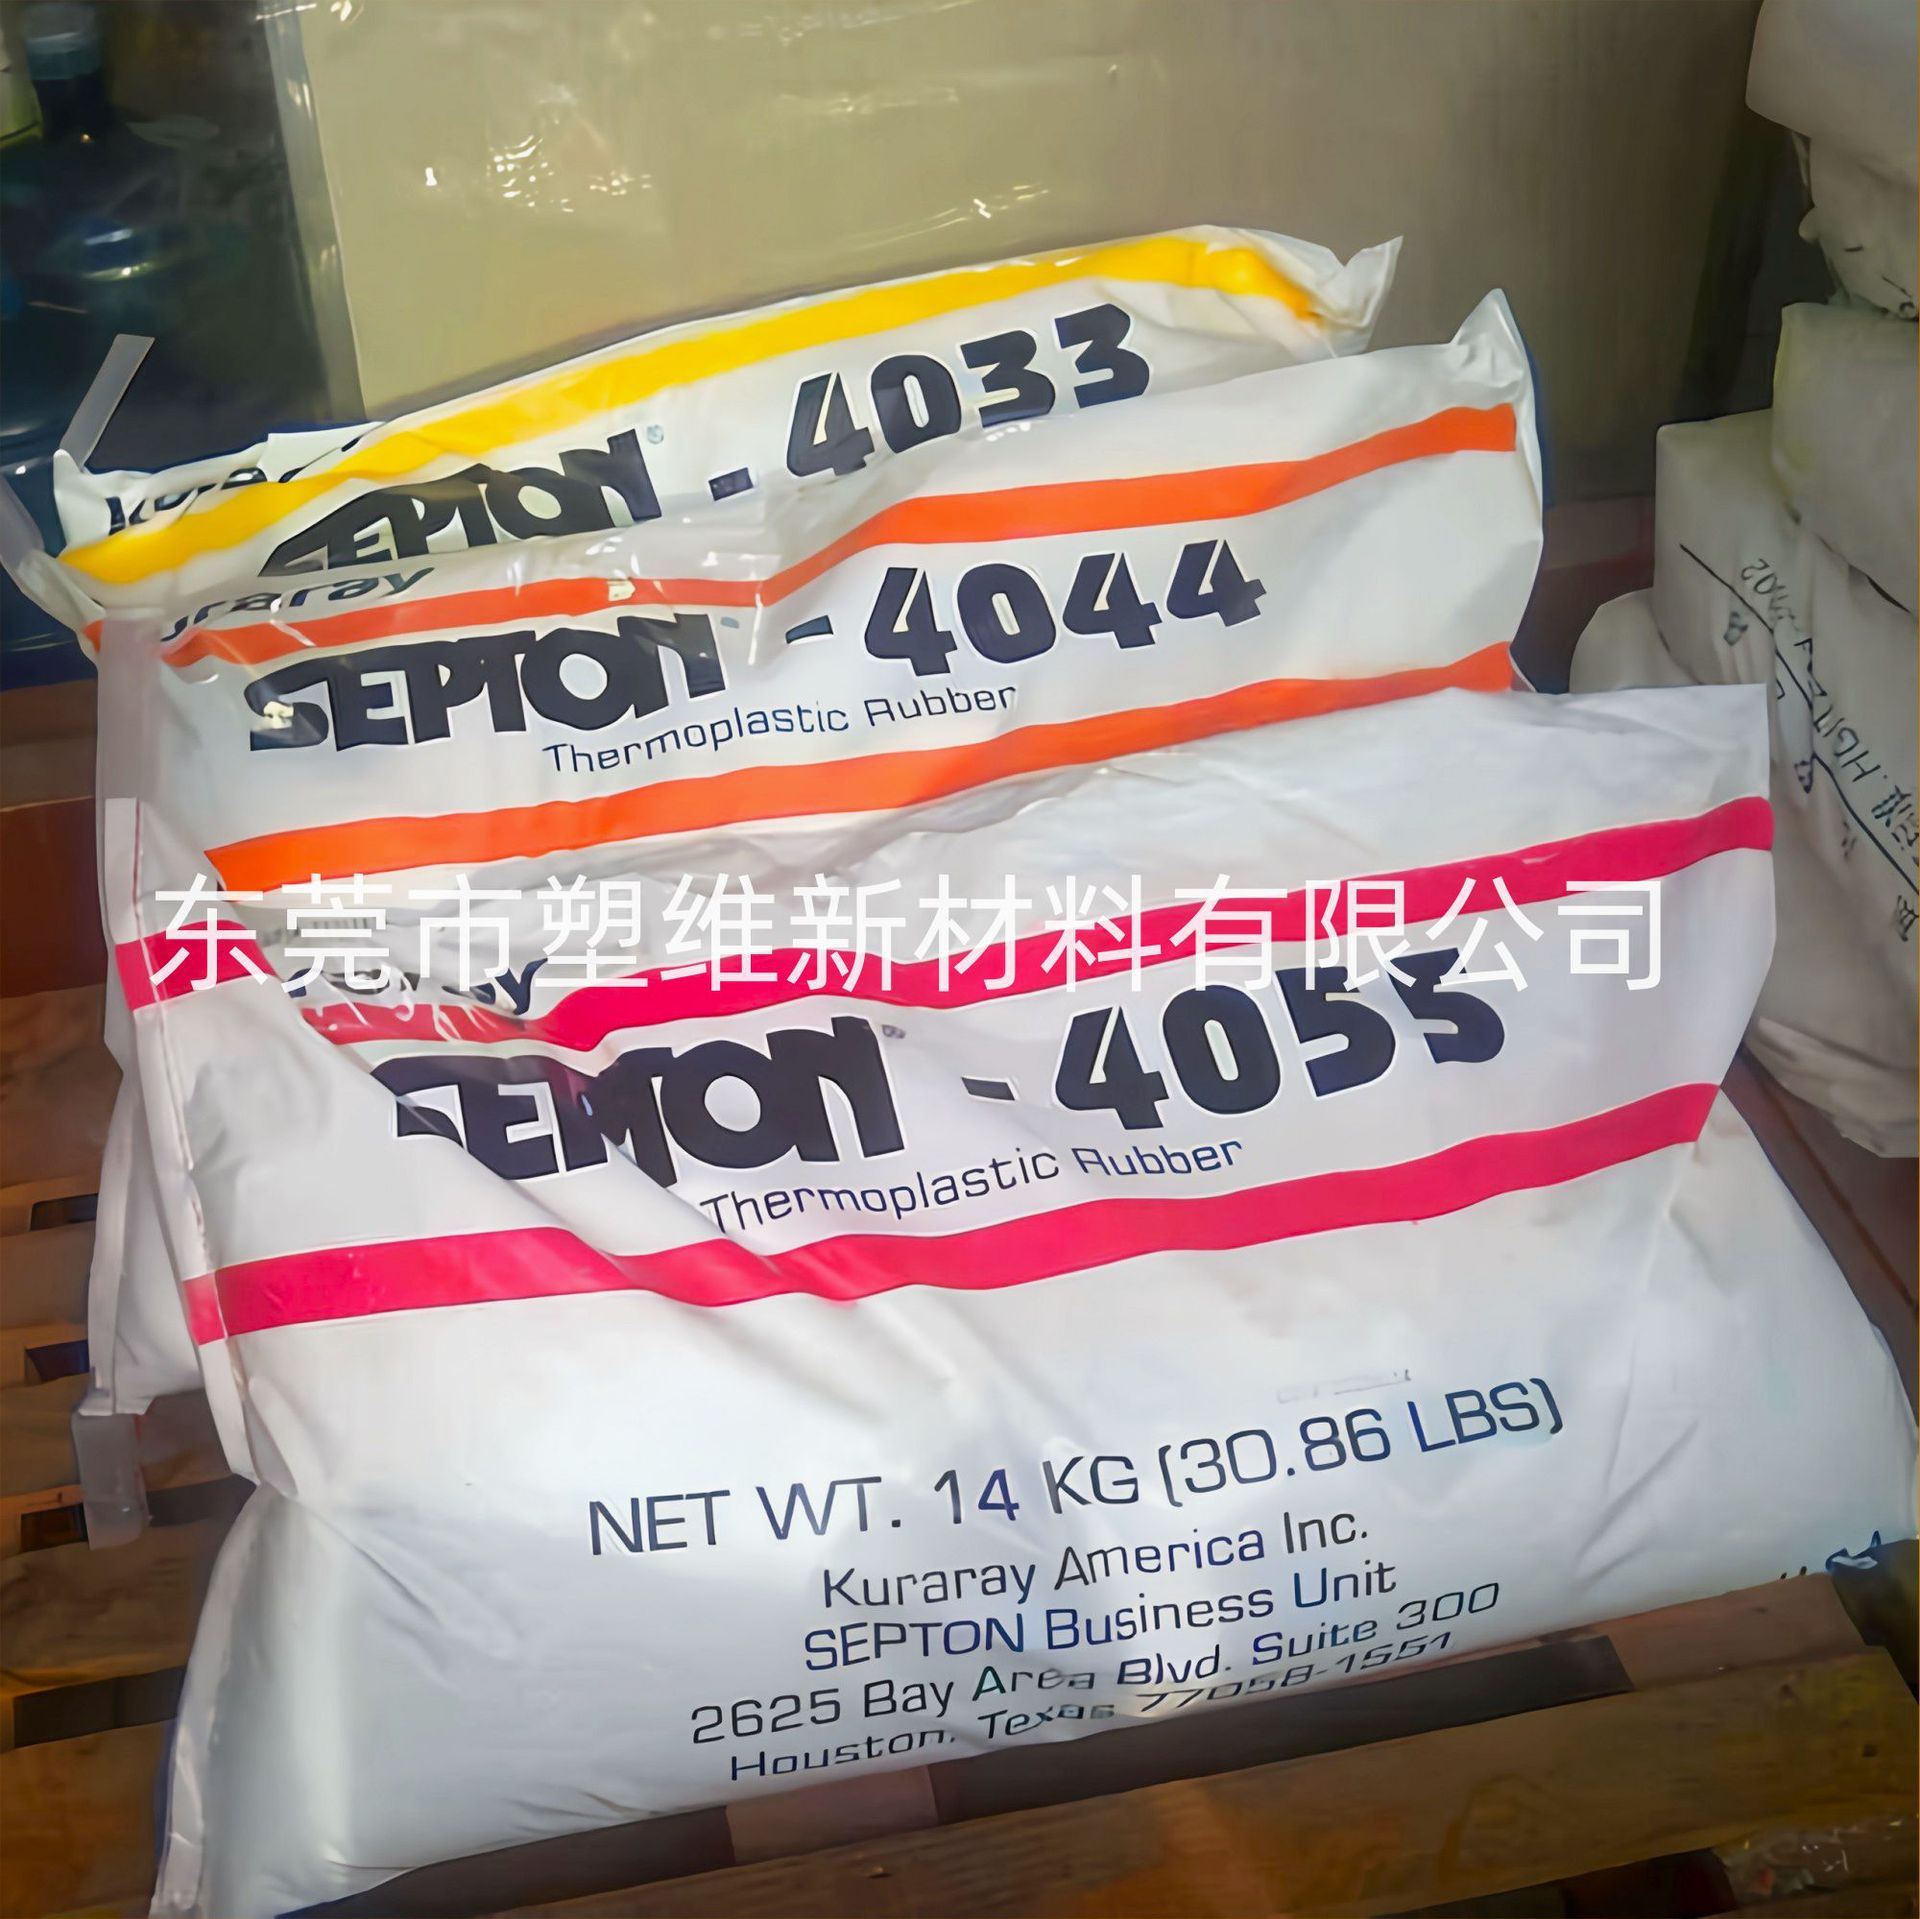 SEPTON® - 4033
uraray
SEPTON - 4044
Thermoplastic Rubber
东莞市塑维新材料有限公司
SEPTON - 4055
Thermoplastic Rubber
NET WT. 14 KG (30.86 LBS)
Kuraray America Inc.
SEPTON Business Unit
2625 Bay Area Blvd. Suite 300
Houston, Texas 77058-1551